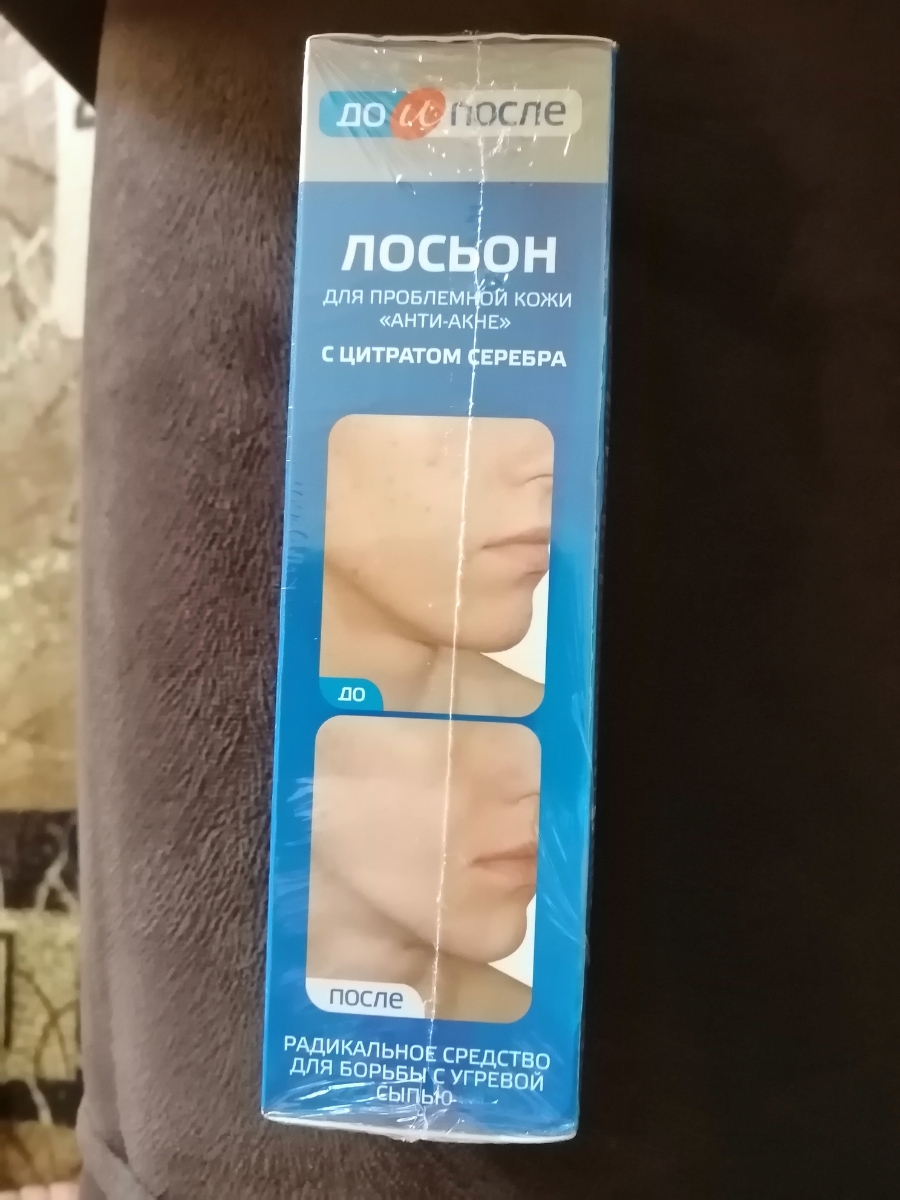 до и после
ЛОСЬОН
ДЛЯ ПРОБЛЕМНОЙ КОЖИ
«АНТИ-АКНЕ»
С ЦИТРАТОМ СЕРЕБРА
до
после
РАДИКАЛЬНОЕ СРЕДСТВО
ДЛЯ БОРЬБЫ С УГРЕВОЙ
СЫПЬЮ